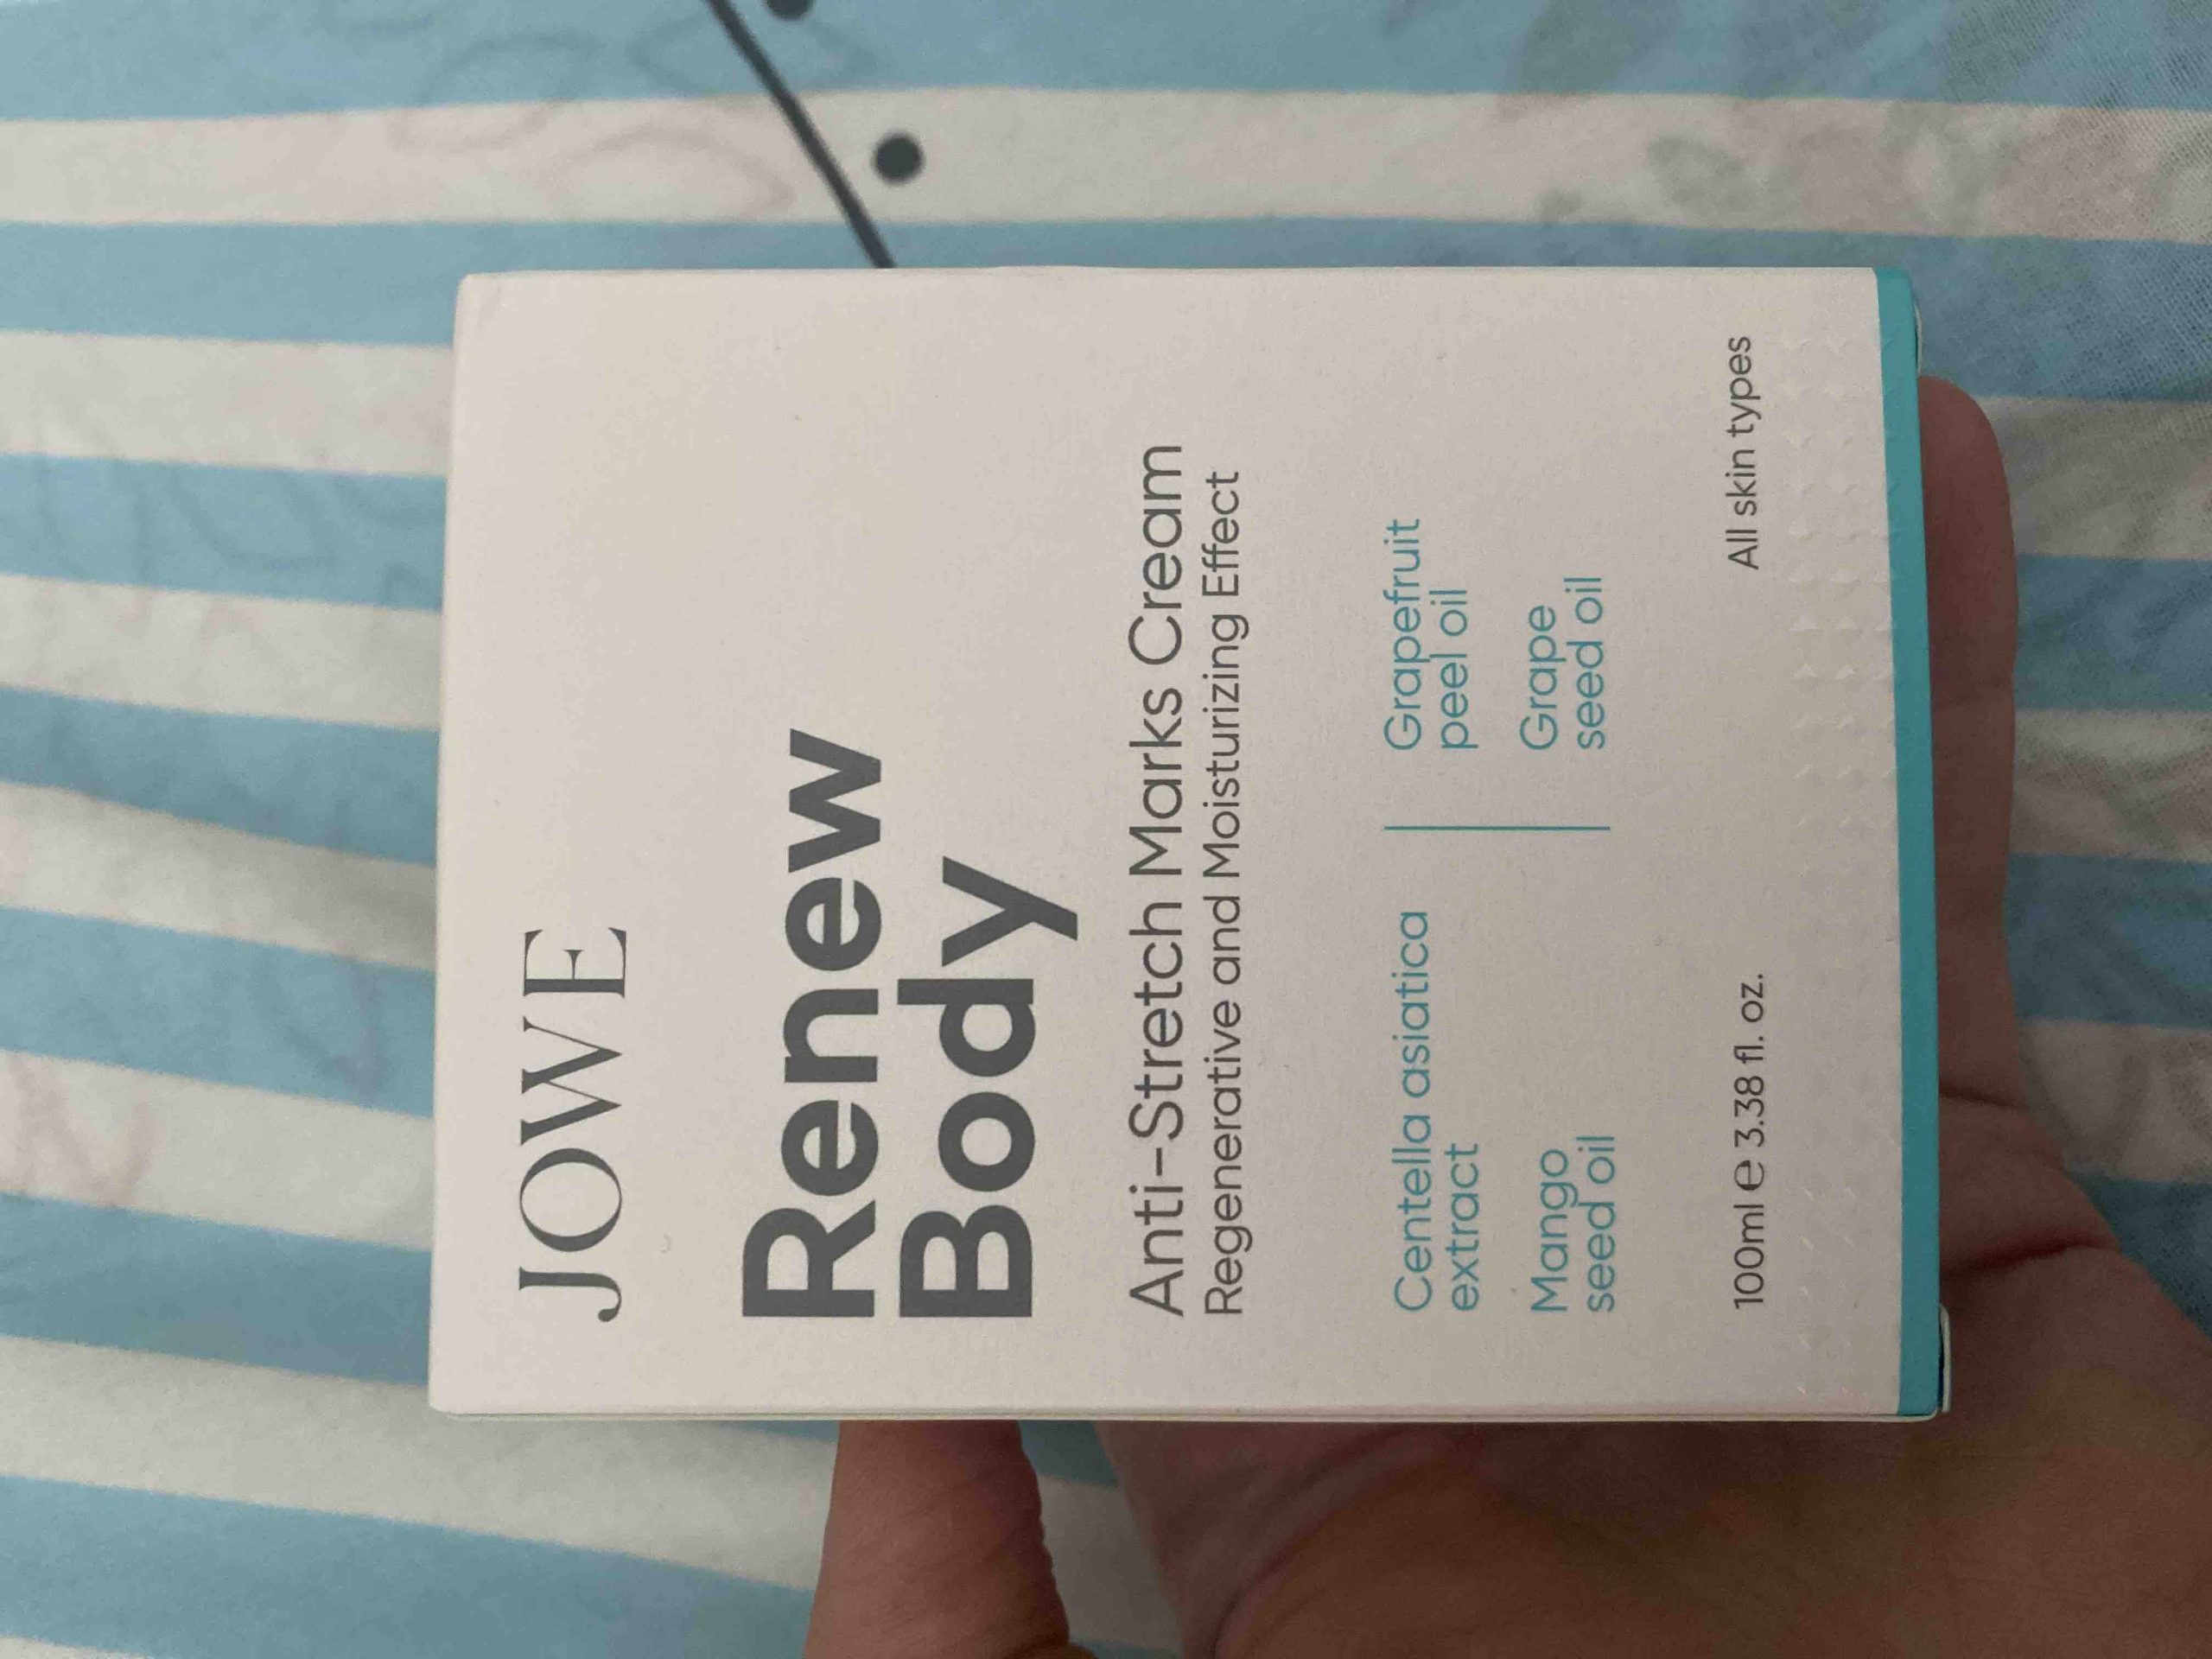 JOWE
Renew
Body
Anti-Stretch Marks Cream
Regenerative and Moisturizing Effect
Centella asiatica
extract
Grapefruit
peel oil
Mango
seed oil
Grape
seed oil
100ml ℮ 3.38 fl. oz.
All skin types